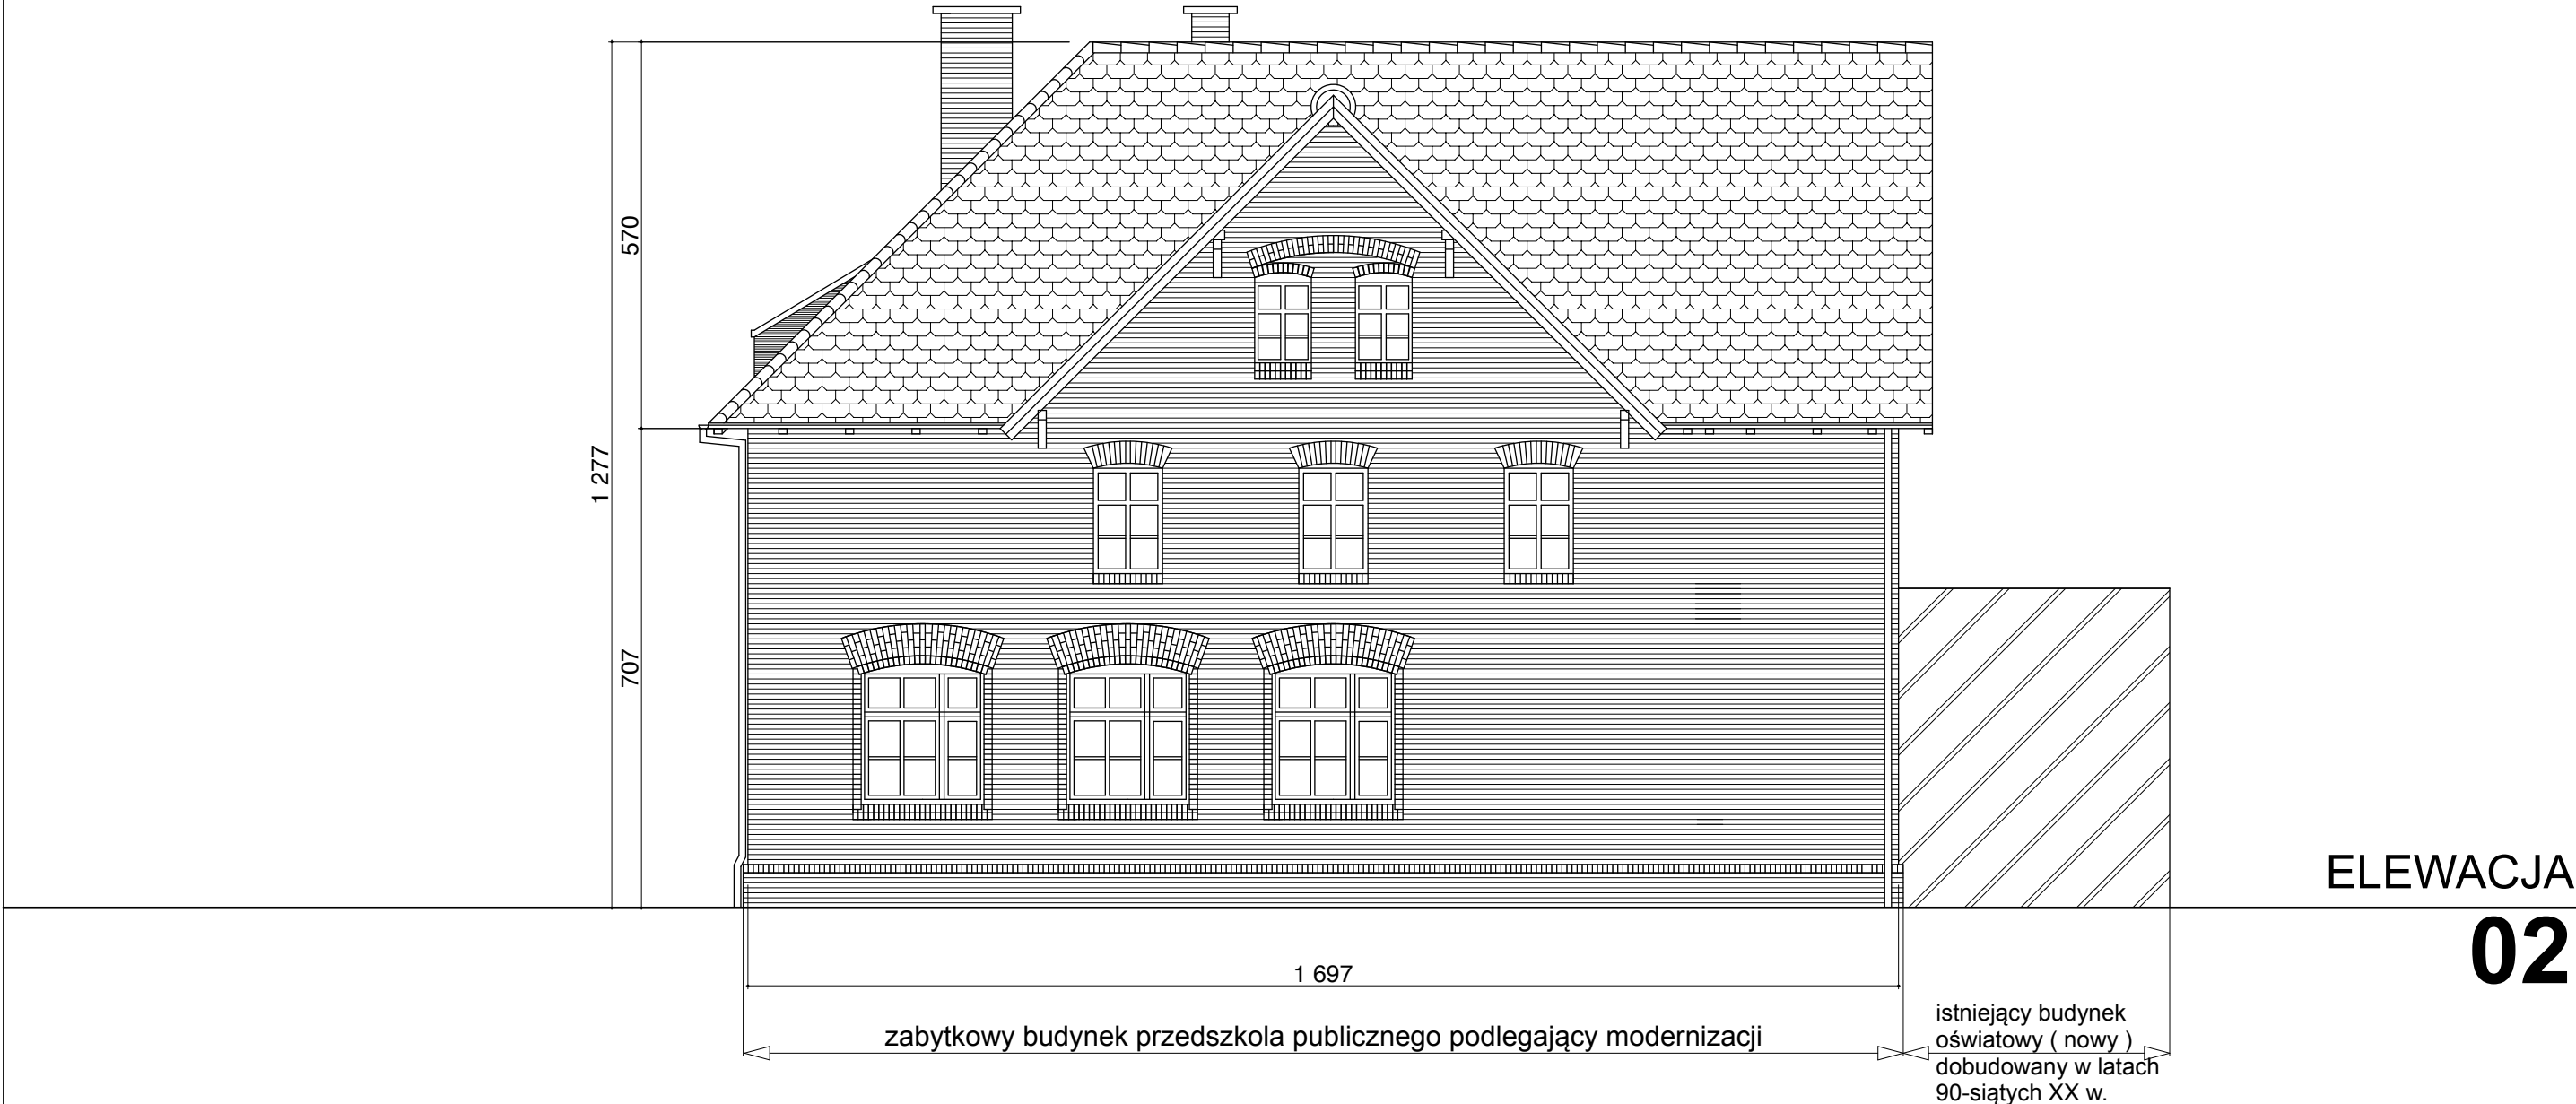 570
1 277
707
ELEWACJA
02
1 697
zabytkowy budynek przedszkola publicznego podlegający modernizacji
istniejący budynek
oświatowy ( nowy )
dobudowany w latach
90-siątych XX w.